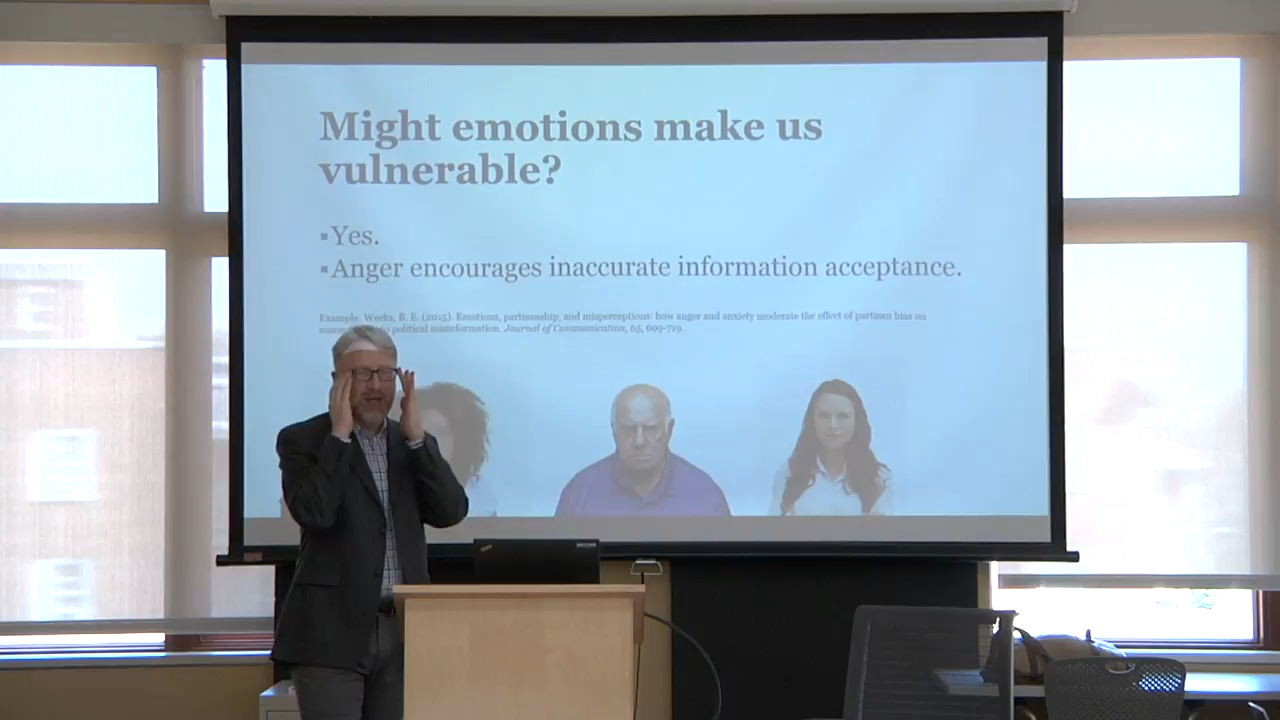 Might emotions make us
vulnerable?
▪Yes.
▪Anger encourages inaccurate information acceptance.
Example: Weeks, B. E. (2015). Emotions, partisanship, and misperceptions: how anger and anxiety moderate the effect of partisan bias on
to political misinformation. Journal of Communication, 65, 699-719.